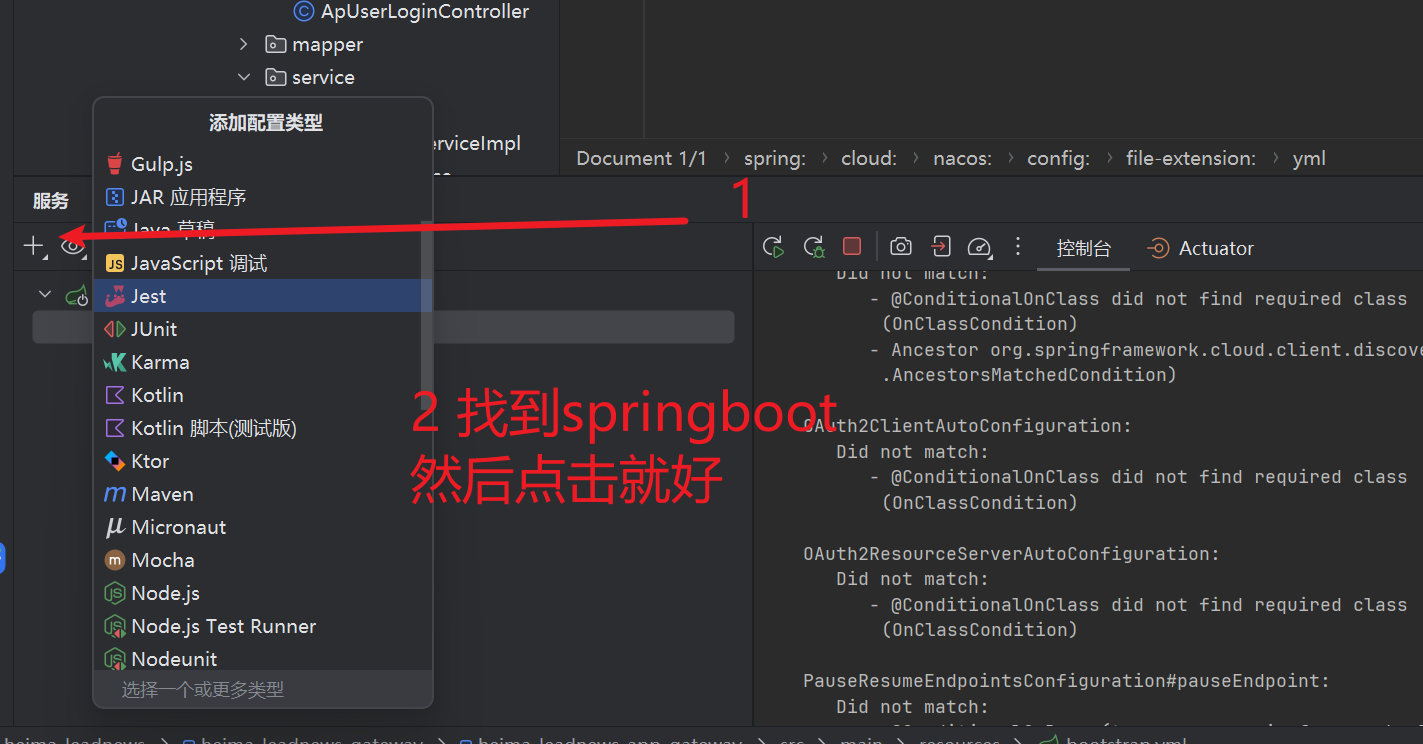 ApUserLoginController
mapper
service
添加配置类型
Gulp.js
JAR 应用程序
Java 草稿
JavaScript 调试
Jest
JUnit
Karma
Kotlin
Kotlin 脚本(测试版)
Ktor
Maven
Micronaut
Mocha
Node.js
Node.js Test Runner
Nodeunit
选择一个或更多类型
erviceImpl
Document 1/1 › spring: › cloud: › nacos: › config: › file-extension: › yml
服务
1
2 找到springboot
然后点击就好
控制台
Actuator
Did not match:
- @ConditionalOnClass did not find required class
(OnClassCondition)
- Ancestor org.springframework.cloud.client.discove
.AncestorsMatchedCondition)
OAuth2ClientAutoConfiguration:
Did not match:
- @ConditionalOnClass did not find required class
(OnClassCondition)
OAuth2ResourceServerAutoConfiguration:
Did not match:
- @ConditionalOnClass did not find required class
(OnClassCondition)
PauseResumeEndpointsConfiguration#pauseEndpoint:
Did not match:
heima-leadnews › heima-leadnews-gateway › heima-leadnews-app-gateway › src › main › resources › bootstrap.yml